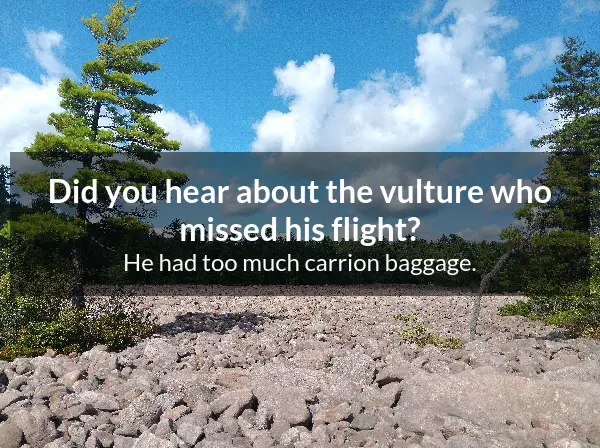 Did you hear about the vulture who
missed his flight?
He had too much carrion baggage.